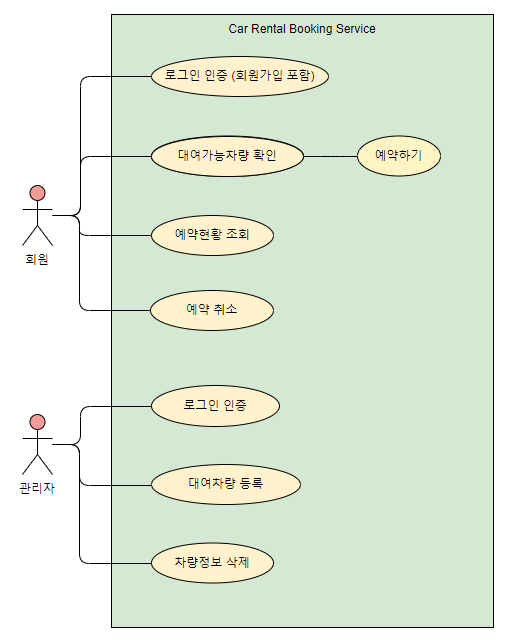 Car Rental Booking Service
로그인 인증 (회원가입 포함)
대여가능차량 확인
예약하기
회원
예약현황 조회
예약 취소
로그인 인증
관리자
대여차량 등록
차량정보 삭제